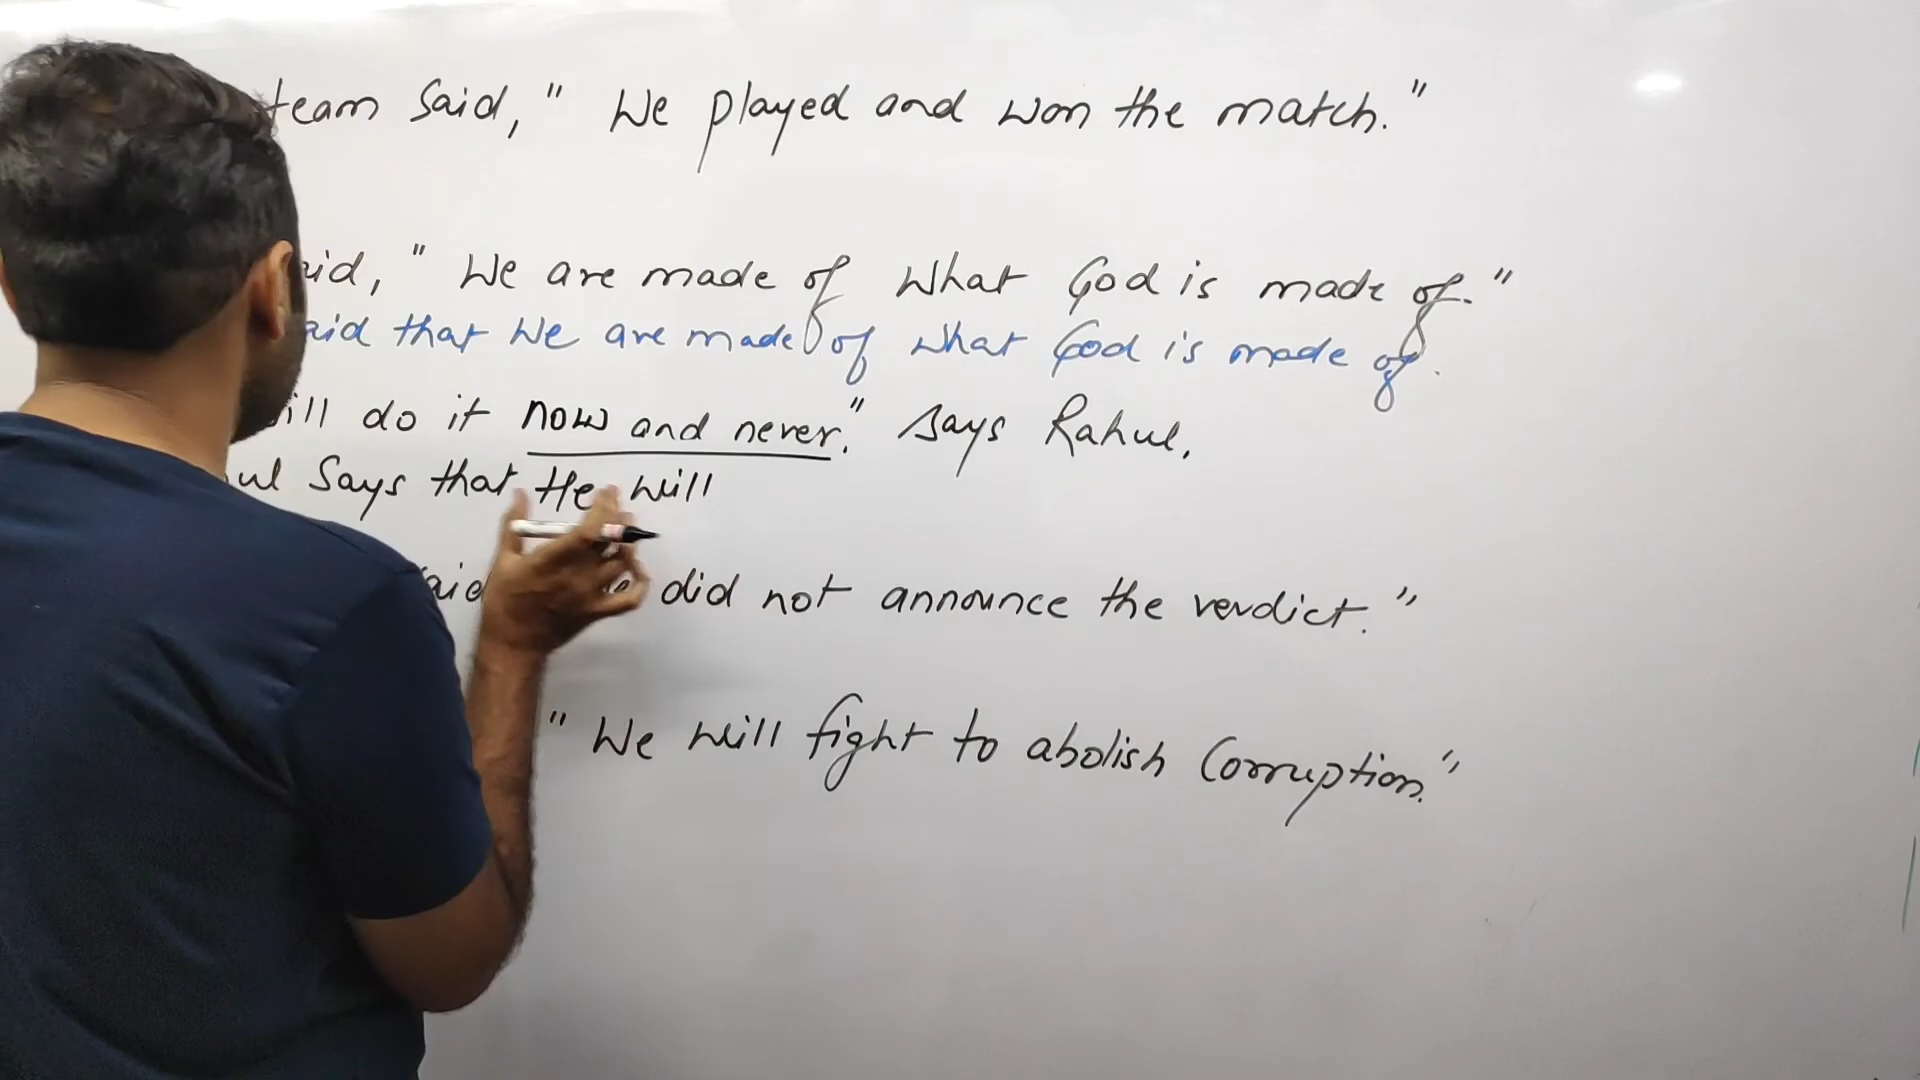 team said, " We played and won the match."
aid, " We are made of what God is made of."
aid that We are made of what God is made of.
ill do it now and never." says Rahul.
ul Says that He will
aid did not announce the verdict."
" We will fight to abolish Corruption."